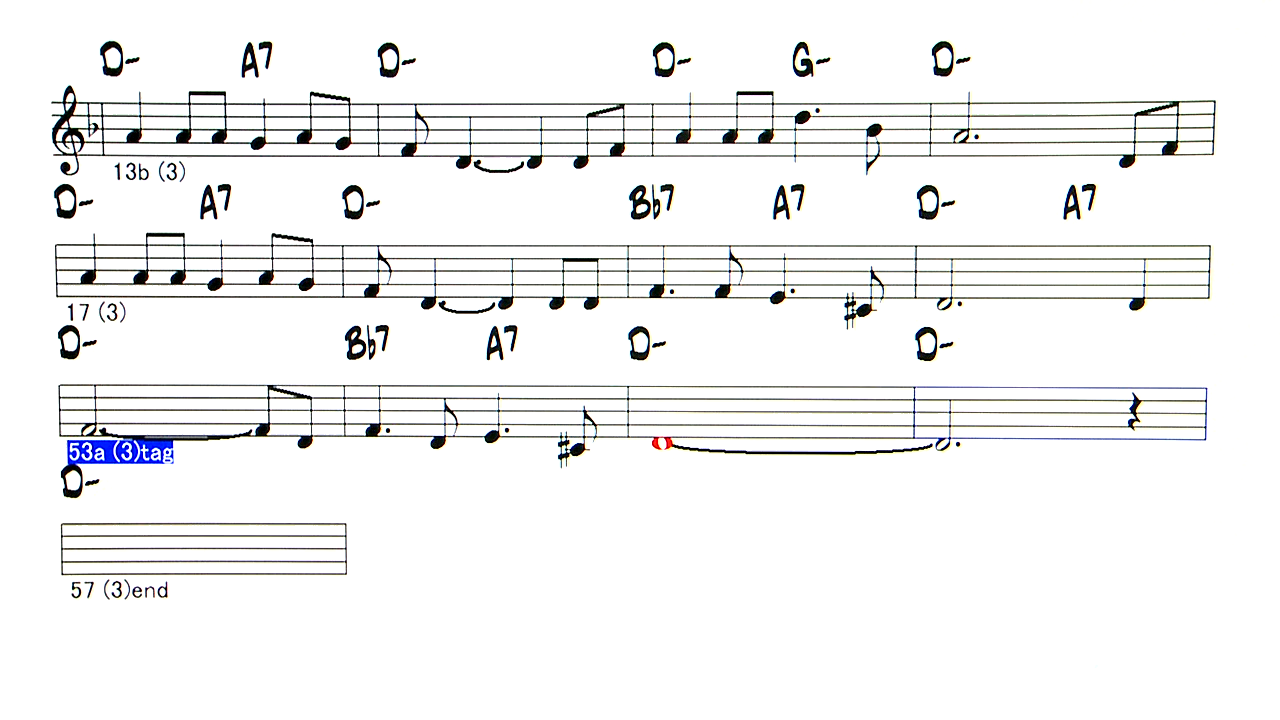 D- A7 D- D- G- D-
13b (3)
D- A7 D- Bb7 A7 D- A7
17 (3)
D- Bb7 A7 D- D-
53a (3)tag
D-
57 (3)end